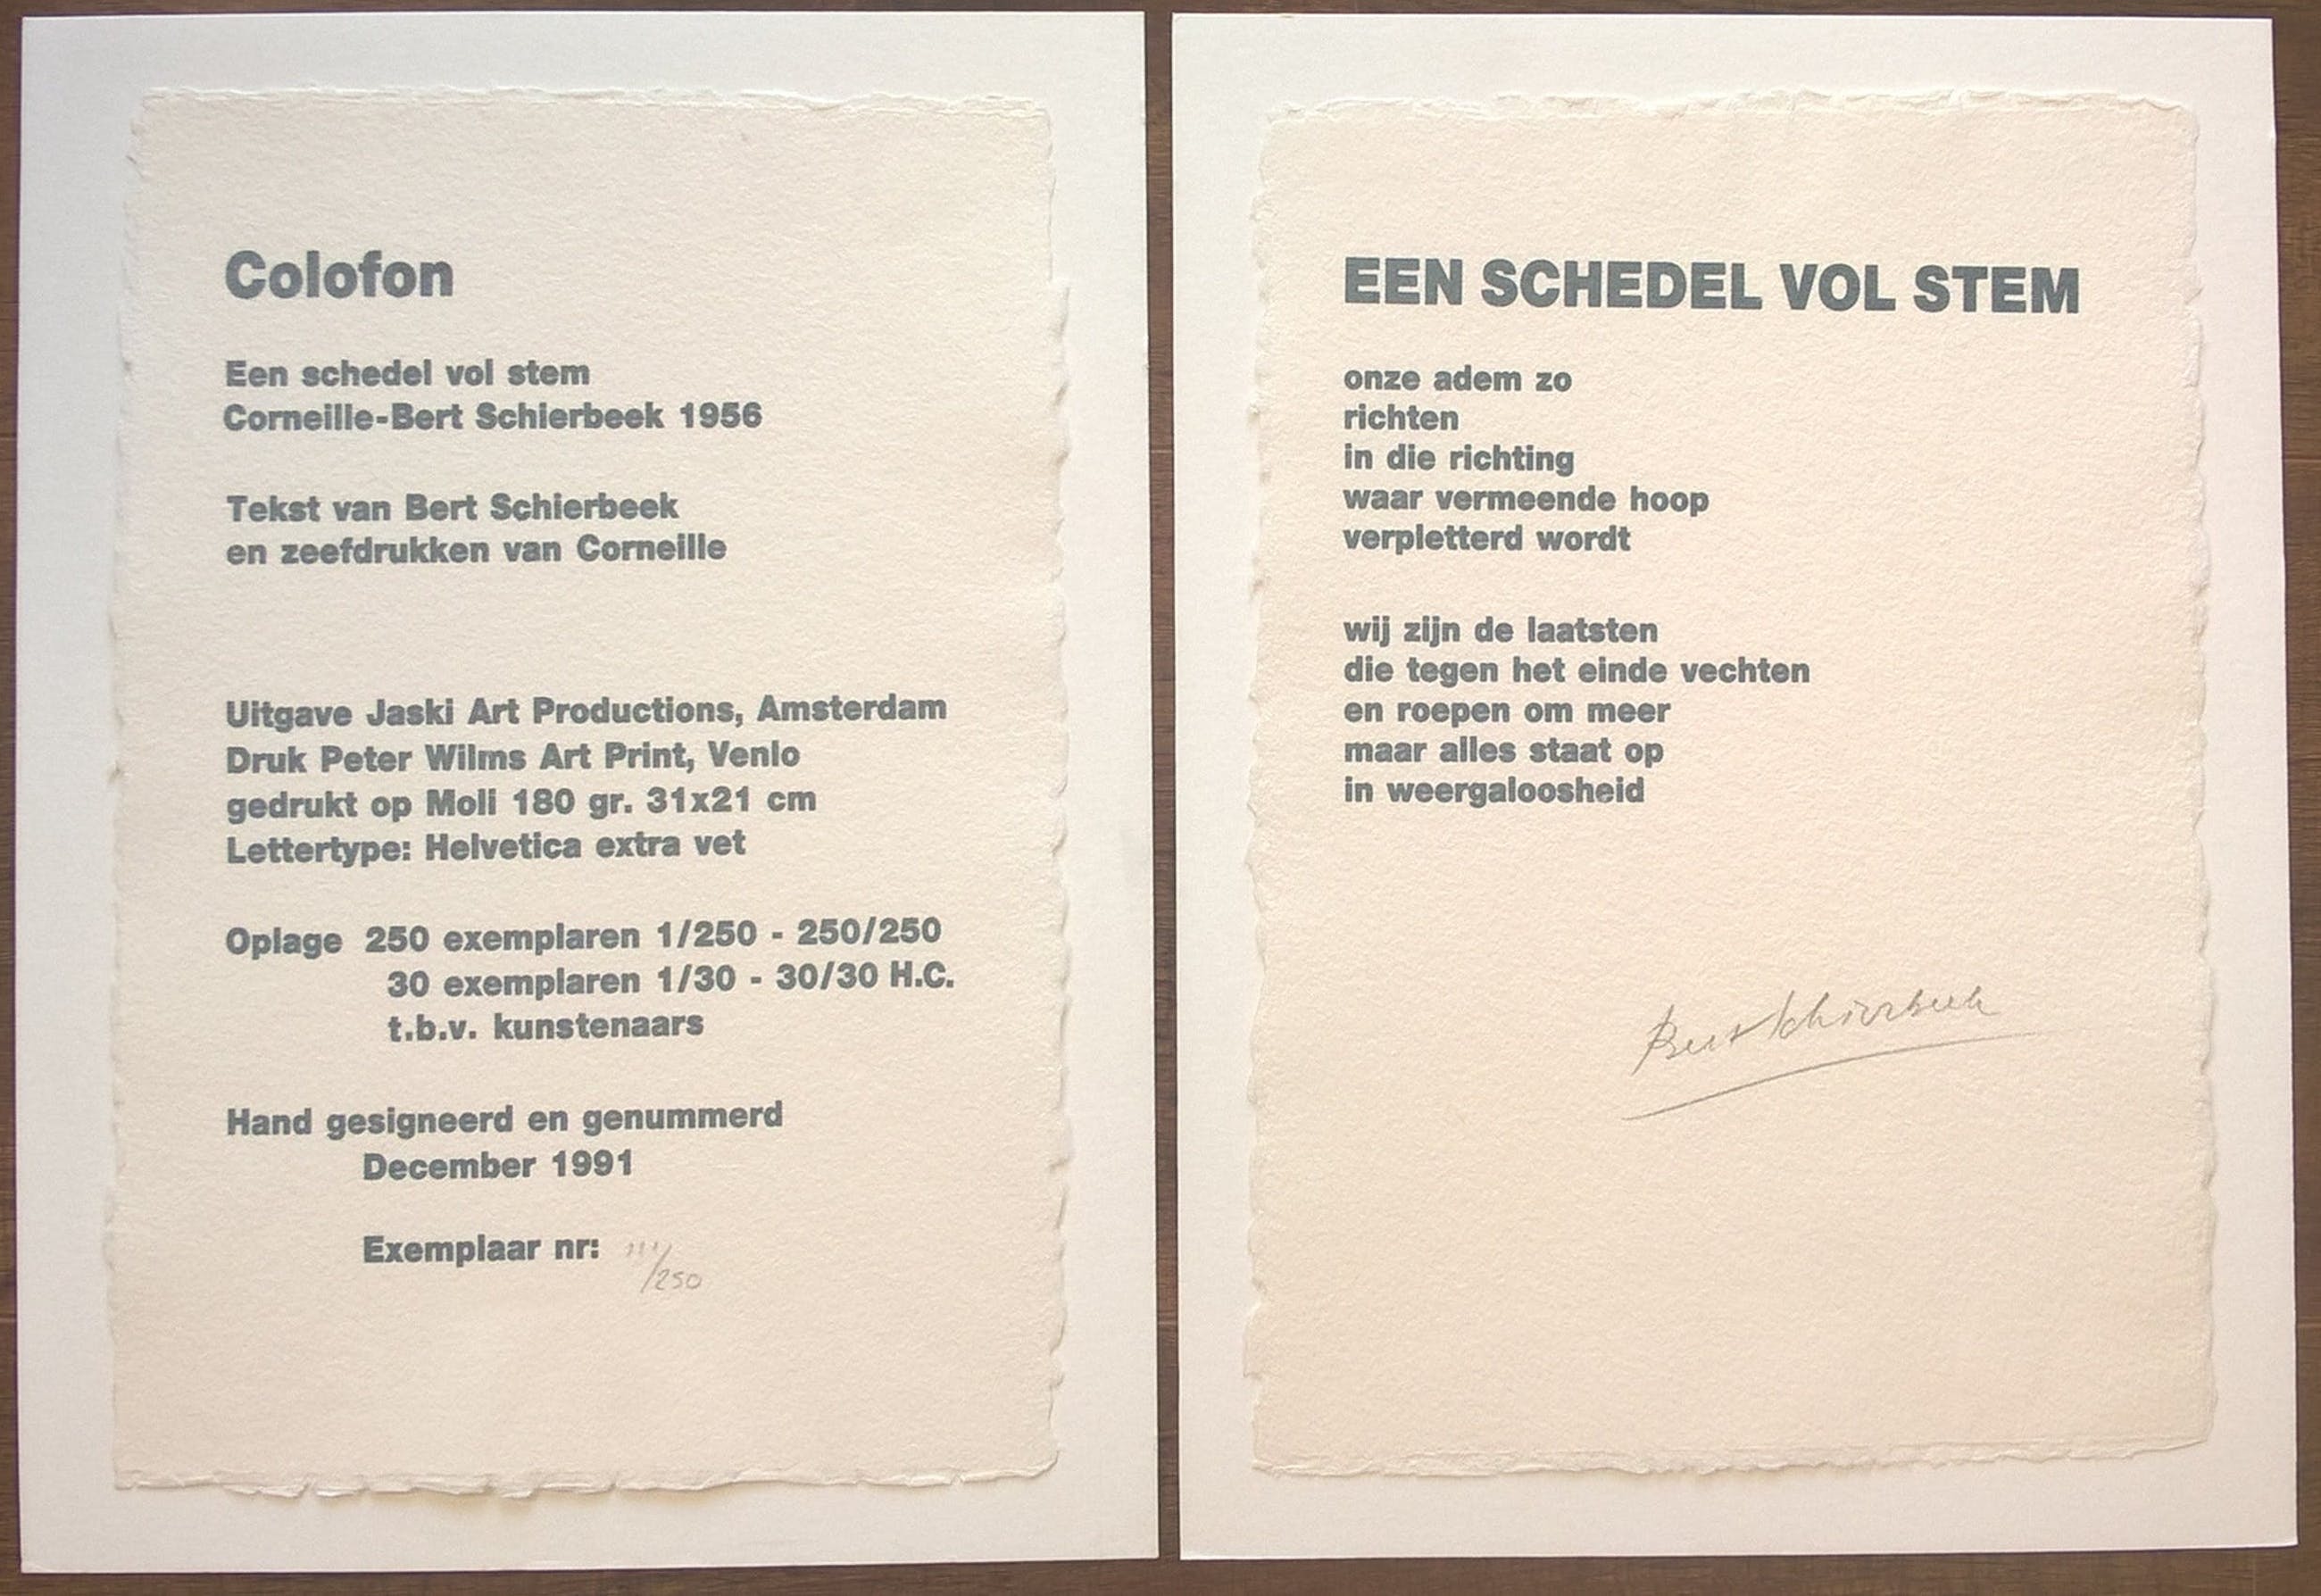 Colofon
Een schedel vol stem
Corneille-Bert Schierbeek 1956
Tekst van Bert Schierbeek
en zeefdrukken van Corneille
Uitgave Jaski Art Productions, Amsterdam
Druk Peter Wilms Art Print, Venlo
gedrukt op Moli 180 gr. 31x21 cm
Lettertype: Helvetica extra vet
Oplage 250 exemplaren 1/250 - 250/250
30 exemplaren 1/30 - 30/30 H.C.
t.b.v. kunstenaars
Hand gesigneerd en genummerd
December 1991
Exemplaar nr: 111/250
EEN SCHEDEL VOL STEM
onze adem zo
richten
in die richting
waar vermeende hoop
verpletterd wordt
wij zijn de laatsten
die tegen het einde vechten
en roepen om meer
maar alles staat op
in weergaloosheid
Bert Schierbeek